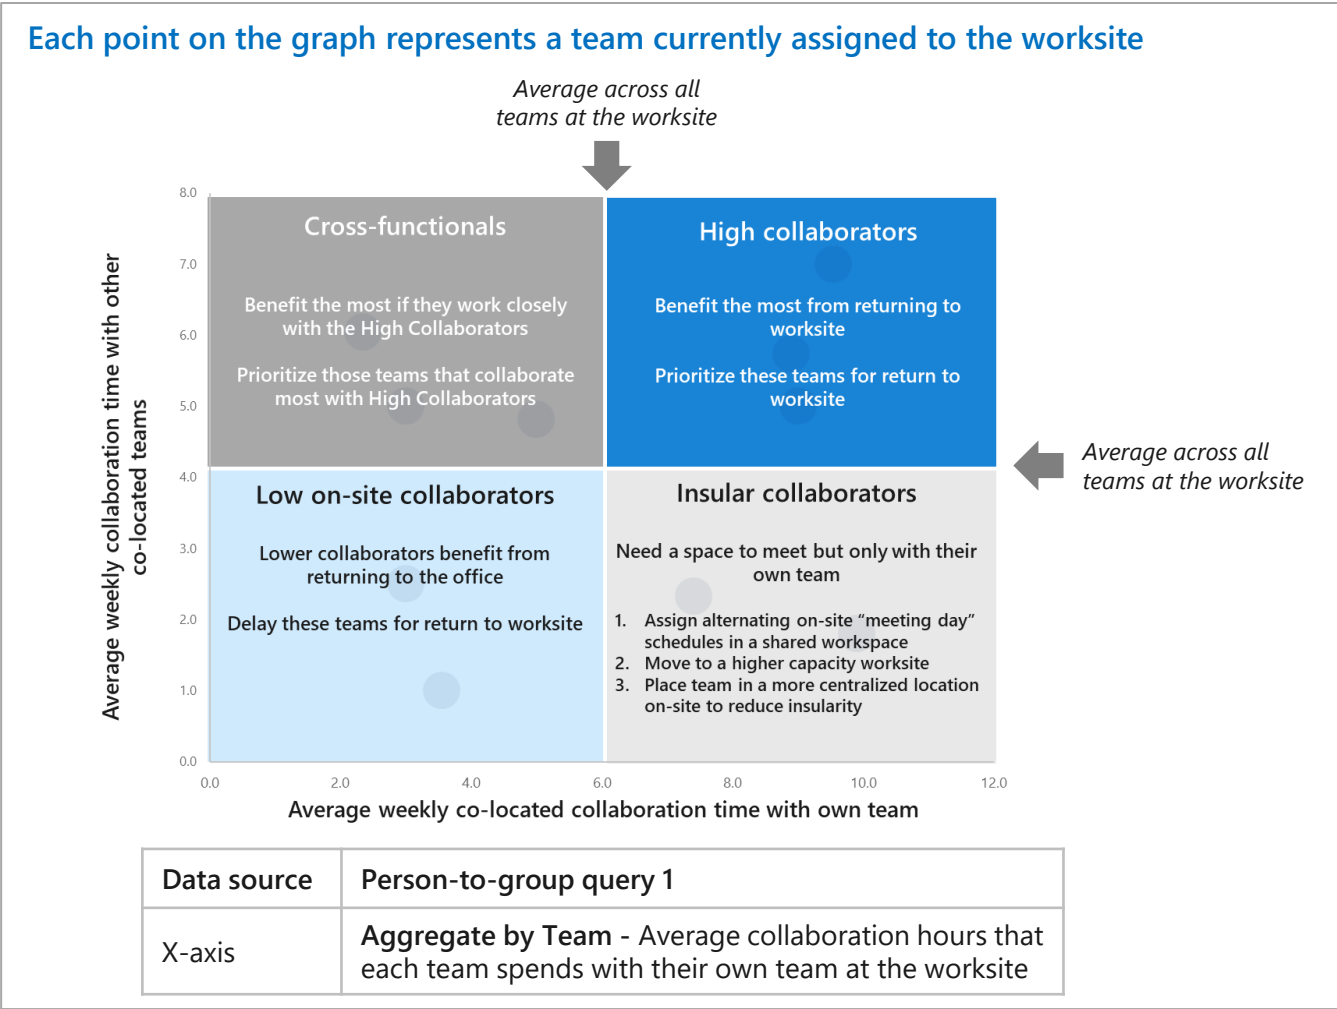 Each point on the graph represents a team currently assigned to the worksite
Average across all
teams at the worksite
Average weekly collaboration time with other
co-located teams
8.0
7.0
6.0
5.0
4.0
3.0
2.0
1.0
0.0
Cross-functionals
Benefit the most if they work closely
with the High Collaborators
Prioritize those teams that collaborate
most with High Collaborators
High collaborators
Benefit the most from returning to
worksite
Prioritize these teams for return to
worksite
Average across all
teams at the worksite
Low on-site collaborators
Lower collaborators benefit from
returning to the office
Delay these teams for return to worksite
Insular collaborators
Need a space to meet but only with their
own team
1. Assign alternating on-site “meeting day”
schedules in a shared workspace
2. Move to a higher capacity worksite
3. Place team in a more centralized location
on-site to reduce insularity
0.0
2.0
4.0
6.0
8.0
10.0
12.0
Average weekly co-located collaboration time with own team
Data source
Person-to-group query 1
X-axis
Aggregate by Team - Average collaboration hours that
each team spends with their own team at the worksite